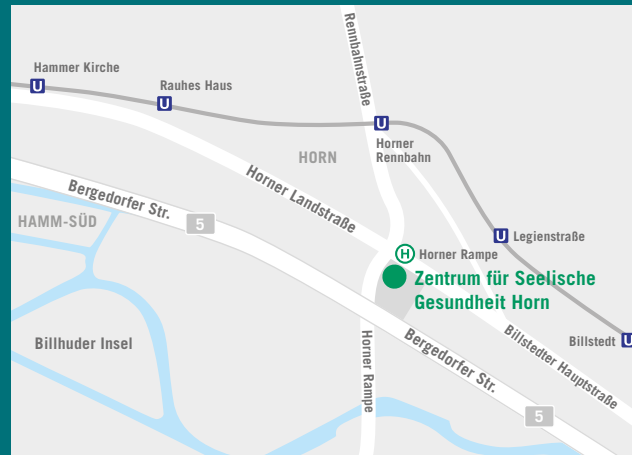 Rennbahnstraße
Hammer Kirche
U
Rauhes Haus
U
U
Horner
Rennbahn
HORN
Horner Landstraße
Bergedorfer Str.
5
HAMM-SÜD
U
Legienstraße
H
Horner Rampe
Zentrum für Seelische
Gesundheit Horn
Billhuder Insel
Horner Rampe
Bergedorfer Str.
Billstedter Hauptstraße
Billstedt
U
5